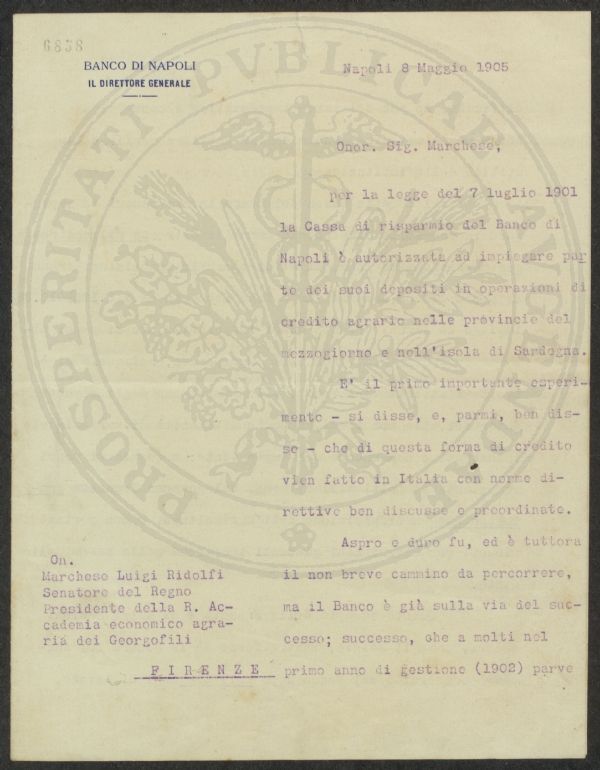 6858
BANCO DI NAPOLI
IL DIRETTORE GENERALE
Napoli 8 Maggio 1905
Onor. Sig. Marchese,
per la legge del 7 luglio 1901
la Cassa di risparmio del Banco di
Napoli è autorizzata ad impiegare par
te dei suoi depositi in operazioni di
credito agrario nelle provincie del
mezzogiorno e nell'isola di Sardegna.
E' il primo importante esperi-
mento - si disse, e, parmi, ben dis-
se - che di questa forma di credito
vien fatto in Italia con norme di-
rettive ben discusse e preordinate.
Aspro e duro fu, ed è tuttora
il non breve cammino da percorrere,
ma il Banco è già sulla via del suc-
cesso; successo, che a molti nel
primo anno di gestione (1902) parve
On.
Marchese Luigi Ridolfi
Senatore del Regno
Presidente della R. Ac-
cademia economico agra-
ria dei Georgofili
FIRENZE
PROSPERITATI PVBLICAE AVGENDAE